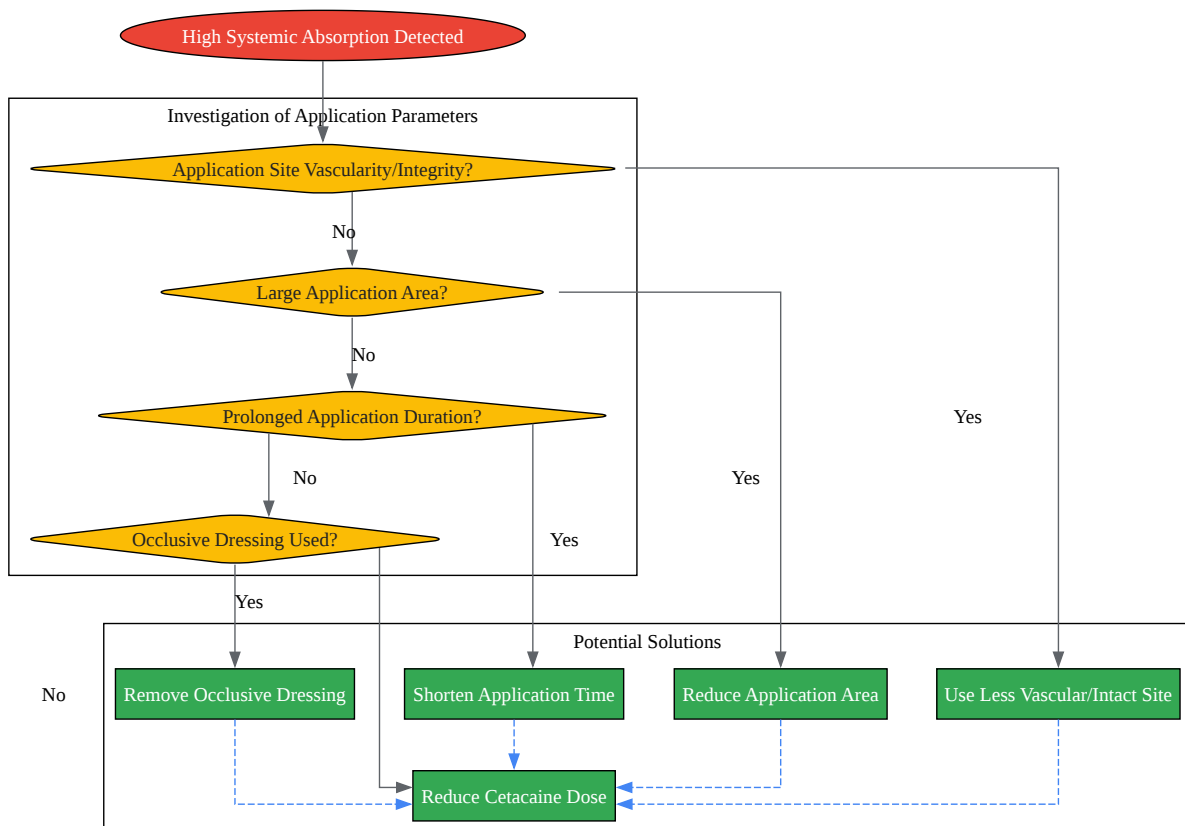 High Systemic Absorption Detected
Investigation of Application Parameters
Application Site Vascularity/Integrity?
No
Large Application Area?
No
Prolonged Application Duration?
Yes
No
Yes
Occlusive Dressing Used?
Yes
Yes
Potential Solutions
No
Remove Occlusive Dressing
Shorten Application Time
Reduce Application Area
Use Less Vascular/Intact Site
Reduce Cetacaine Dose